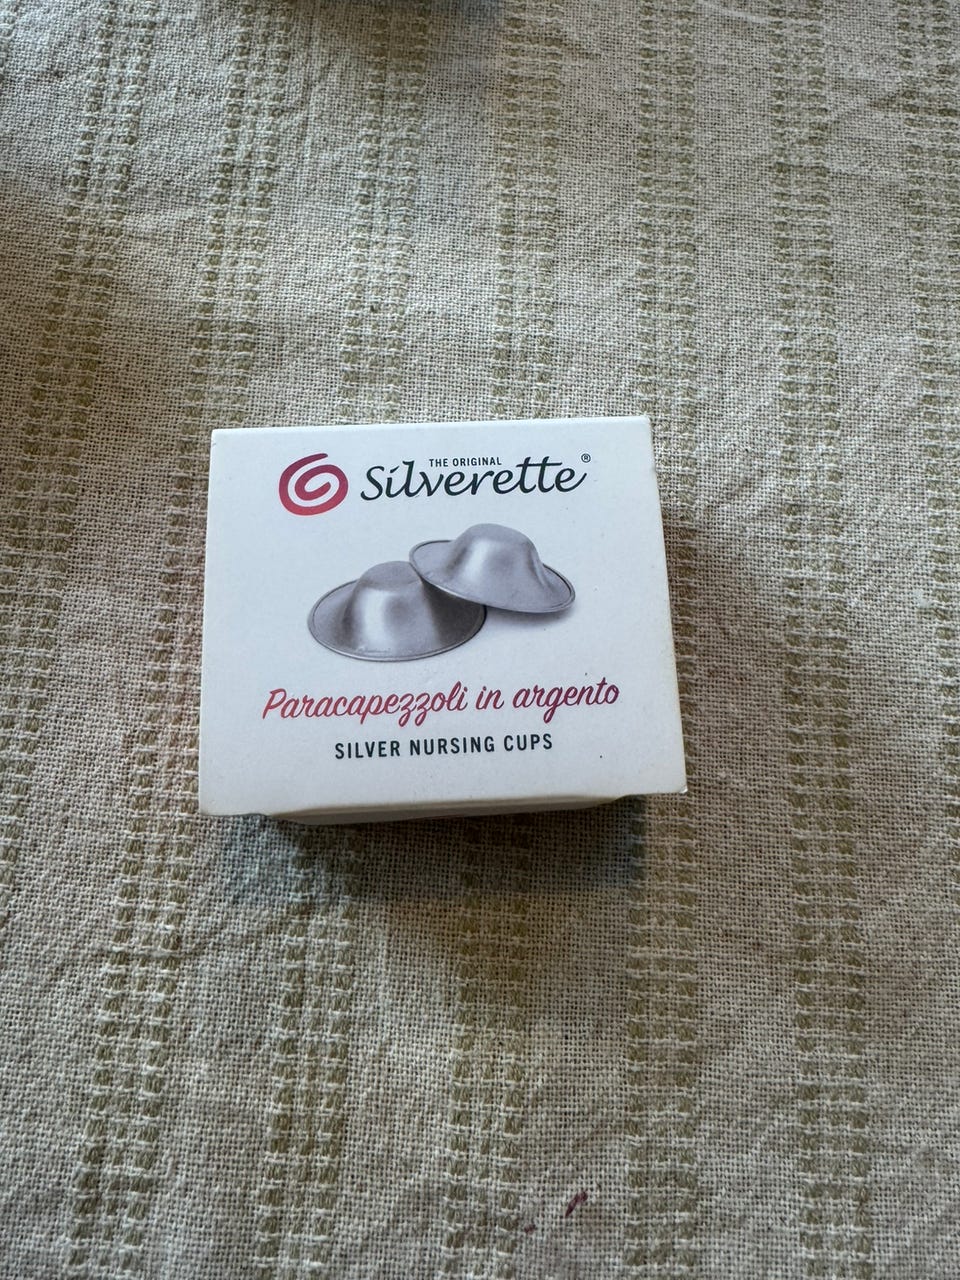 THE ORIGINAL
Silverette®
Paracapezzoli in argento
SILVER NURSING CUPS